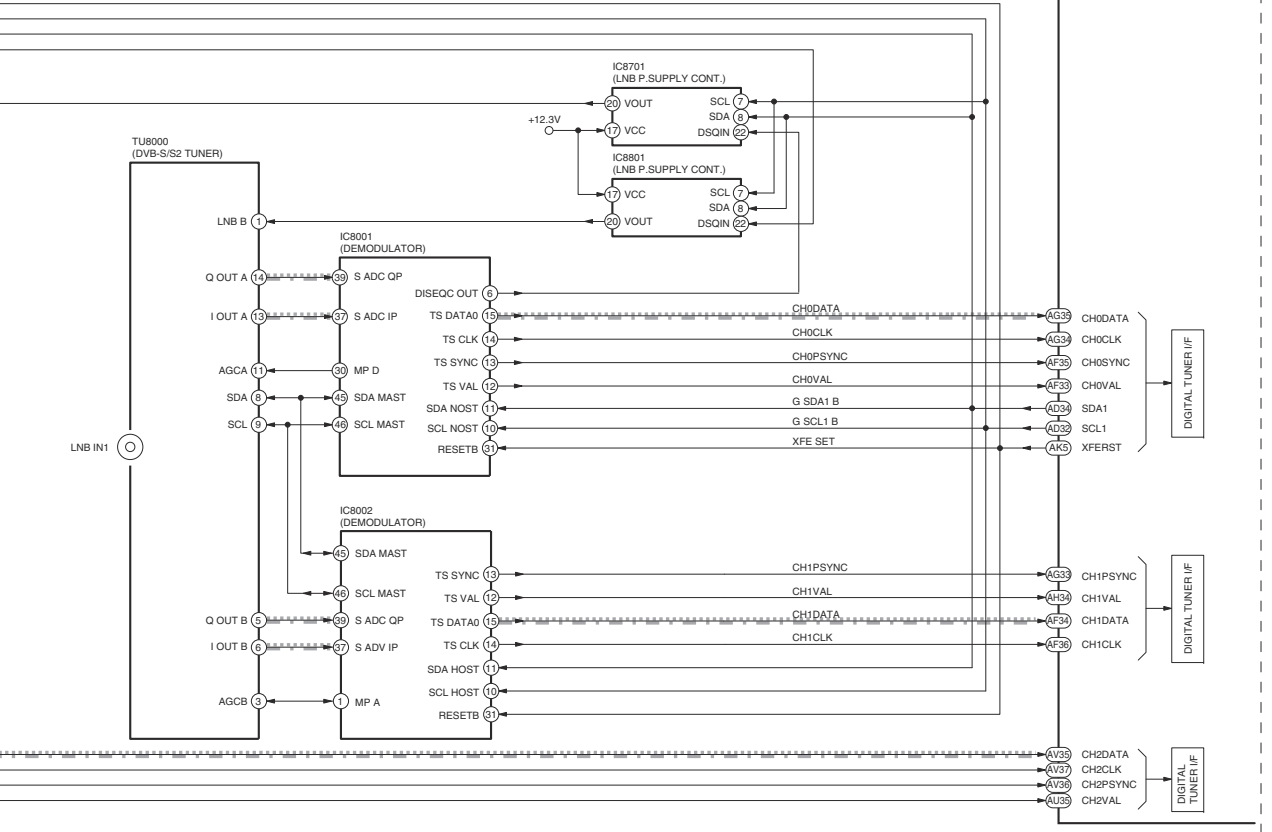 IC8701
(LNB P.SUPPLY CONT.)
20 VOUT
SCL 7
SDA 8
+12.3V
17 VCC
DSQIN 22
IC8801
(LNB P.SUPPLY CONT.)
17 VCC
SCL 7
SDA 8
20 VOUT
DSQIN 22
TU8000
(DVB-S/S2 TUNER)
LNB B 1
Q OUT A 14
I OUT A 13
AGCA 11
SDA 8
SCL 9
LNB IN1
Q OUT B 5
I OUT B 6
AGCB 3
IC8001
(DEMODULATOR)
39 S ADC QP
37 S ADC IP
30 MP D
45 SDA MAST
46 SCL MAST
DISEQC OUT 6
TS DATA0 15
TS CLK 14
TS SYNC 13
TS VAL 12
SDA NOST 11
SCL NOST 10
RESETB 31
CH0DATA
CH0CLK
CH0PSYNC
CH0VAL
G SDA1 B
G SCL1 B
XFE SET
AG35 CH0DATA
AG34 CH0CLK
AF35 CH0SYNC
AF33 CH0VAL
AD34 SDA1
AD32 SCL1
AK5 XFERST
DIGITAL TUNER I/F
IC8002
(DEMODULATOR)
45 SDA MAST
46 SCL MAST
39 S ADC QP
37 S ADV IP
1 MP A
TS SYNC 13
TS VAL 12
TS DATA0 15
TS CLK 14
SDA HOST 11
SCL HOST 10
RESETB 31
CH1PSYNC
CH1VAL
CH1DATA
CH1CLK
AG33 CH1PSYNC
AH34 CH1VAL
AF34 CH1DATA
AF36 CH1CLK
DIGITAL TUNER I/F
AV35 CH2DATA
AV37 CH2CLK
AV36 CH2PSYNC
AU35 CH2VAL
DIGITAL
TUNER I/F